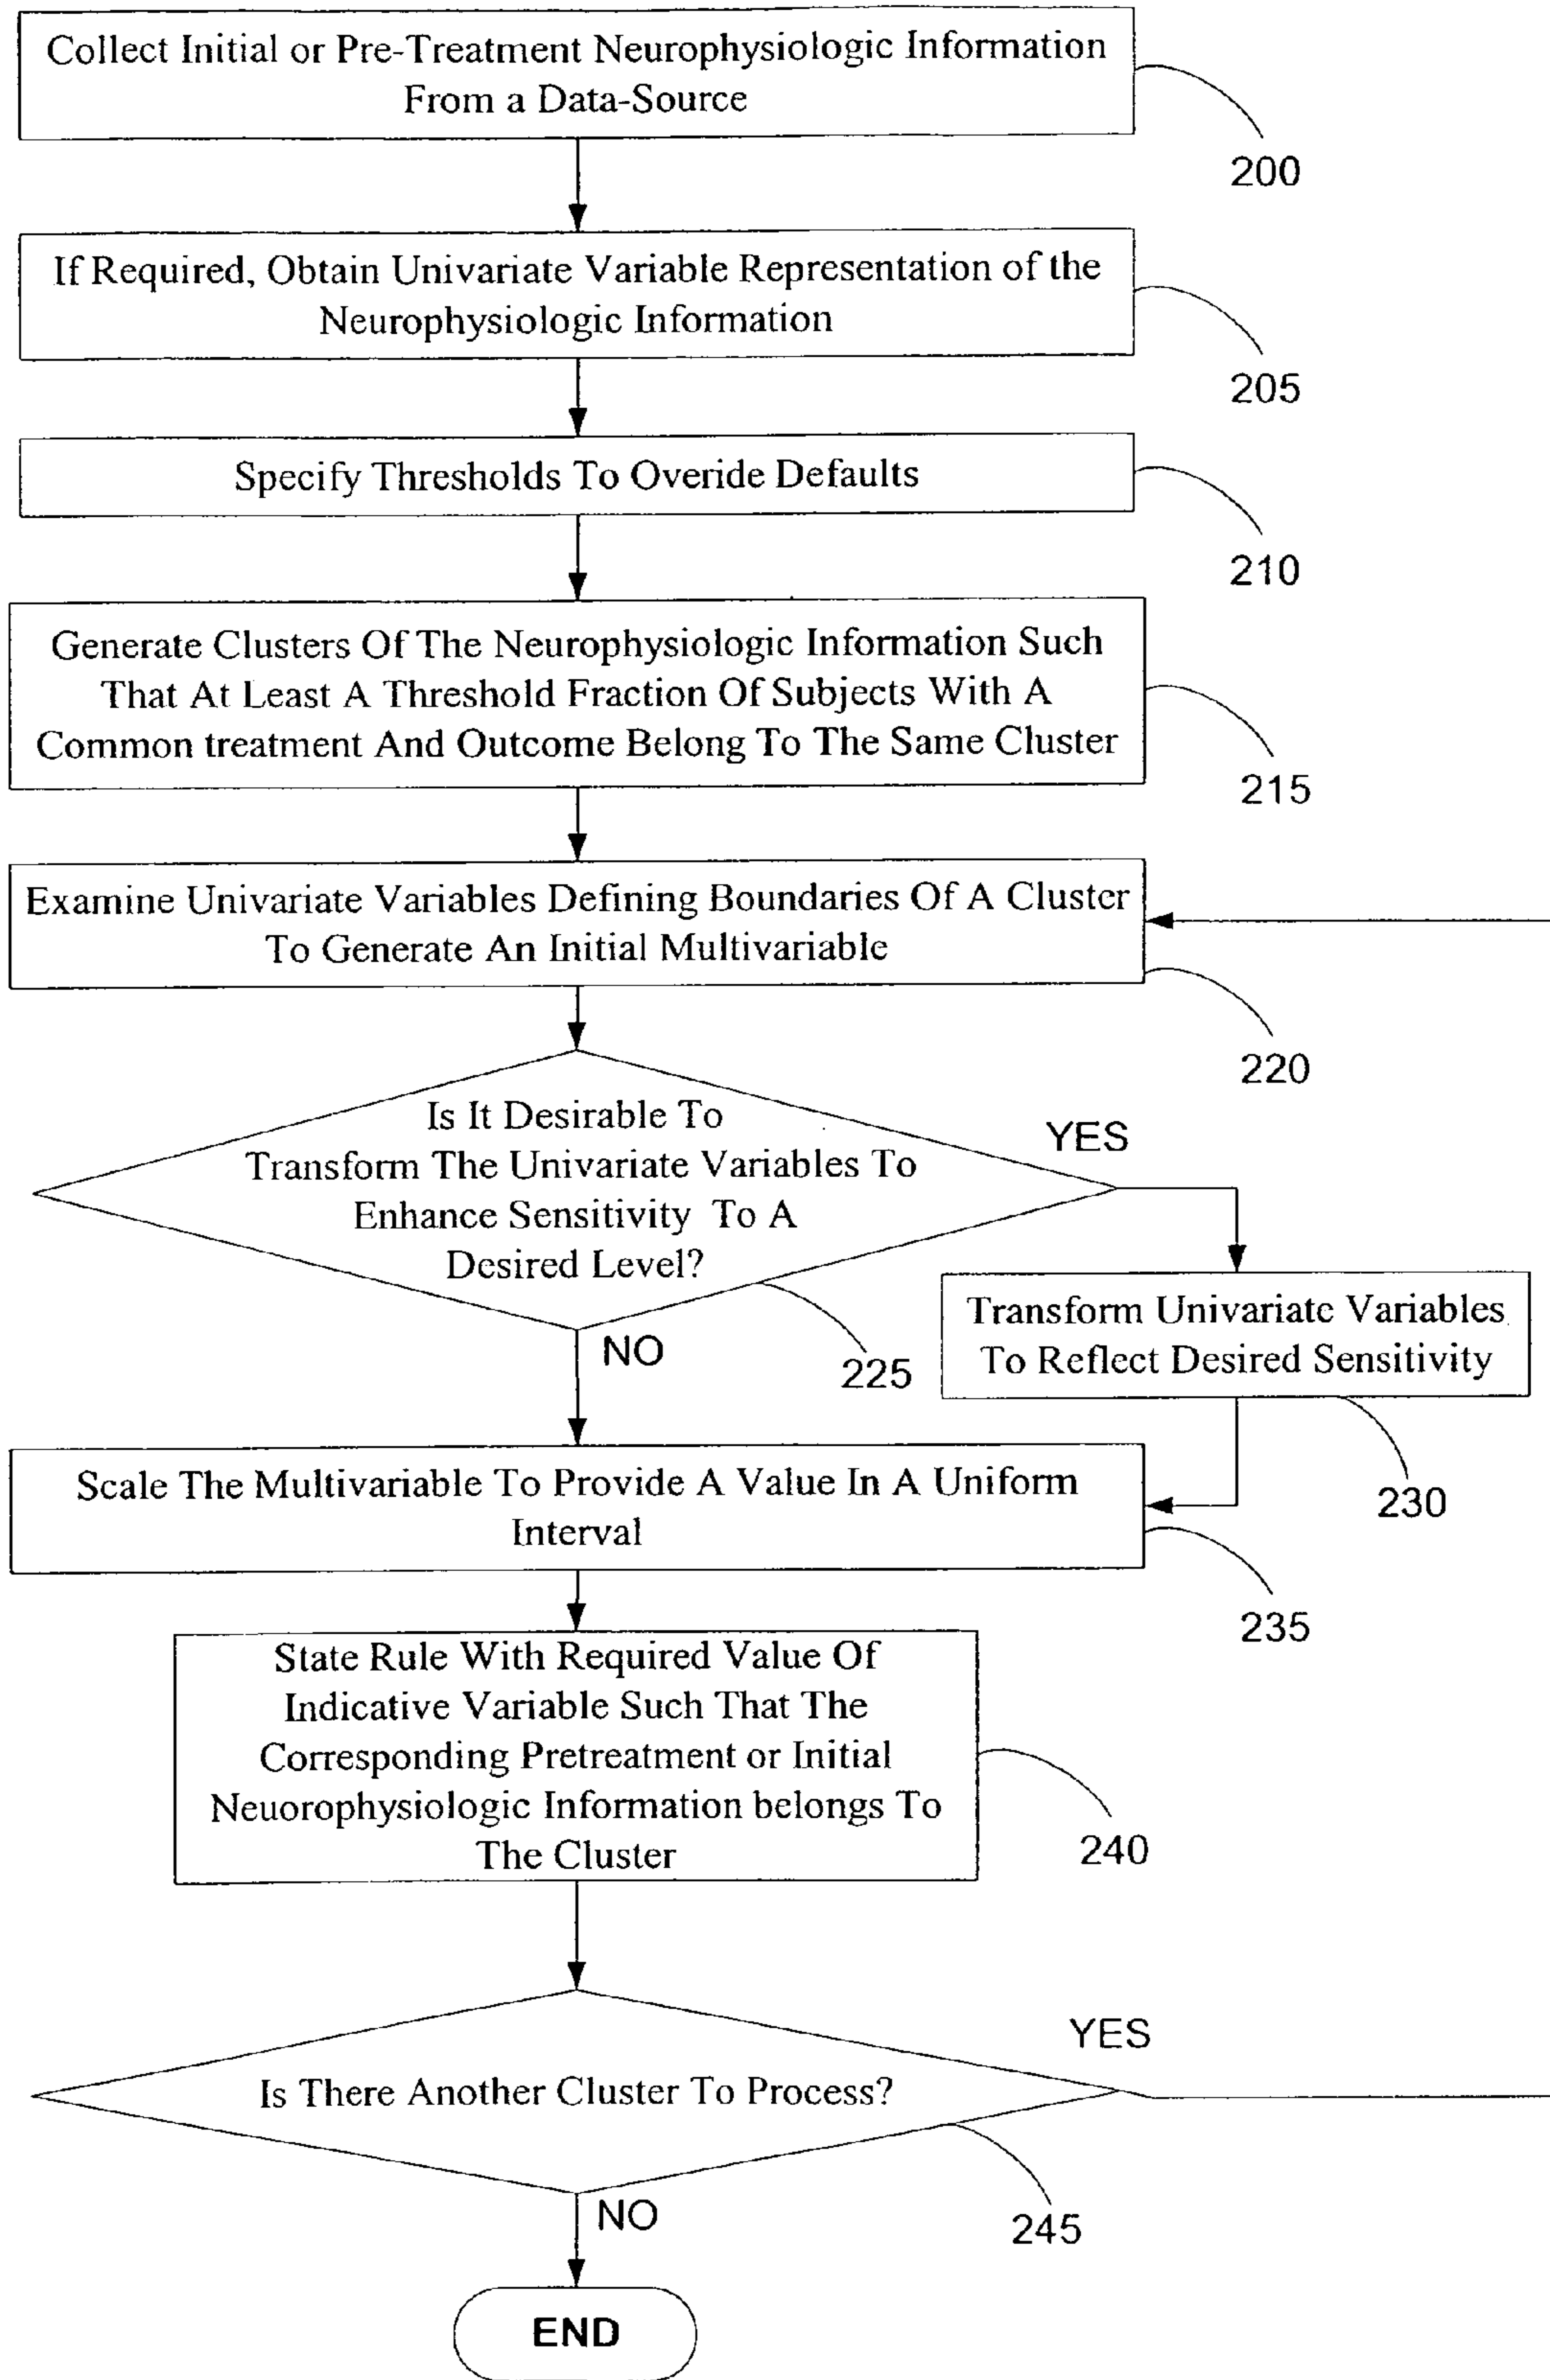 Collect Initial or Pre-Treatment Neurophysiologic Information
From a Data-Source
200
If Required, Obtain Univariate Variable Representation of the
Neurophysiologic Information
205
Specify Thresholds To Overide Defaults
210
Generate Clusters Of The Neurophysiologic Information Such
That At Least A Threshold Fraction Of Subjects With A
Common treatment And Outcome Belong To The Same Cluster
215
Examine Univariate Variables Defining Boundaries Of A Cluster
To Generate An Initial Multivariable
220
Is It Desirable To
Transform The Univariate Variables To
Enhance Sensitivity To A
Desired Level?
YES
NO
225
Transform Univariate Variables
To Reflect Desired Sensitivity
230
Scale The Multivariable To Provide A Value In A Uniform
Interval
235
State Rule With Required Value Of
Indicative Variable Such That The
Corresponding Pretreatment or Initial
Neuorophysiologic Information belongs To
The Cluster
240
YES
Is There Another Cluster To Process?
NO
245
END